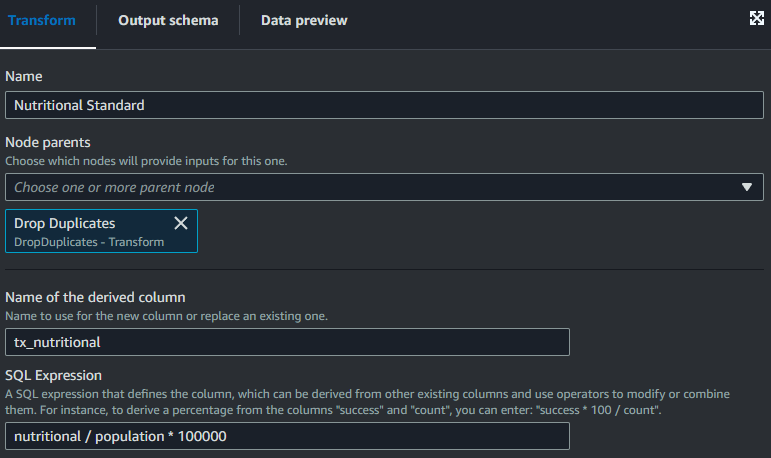 Transform Output schema Data preview
Name
Nutritional Standard
Node parents
Choose which nodes will provide inputs for this one.
Choose one or more parent node
Drop Duplicates
DropDuplicates - Transform
Name of the derived column
Name to use for the new column or replace an existing one.
tx_nutritional
SQL Expression
A SQL expression that defines the column, which can be derived from other existing columns and use operators to modify or combine
them. For instance, to derive a percentage from the columns "success" and "count", you can enter: "success * 100 / count".
nutritional / population * 100000